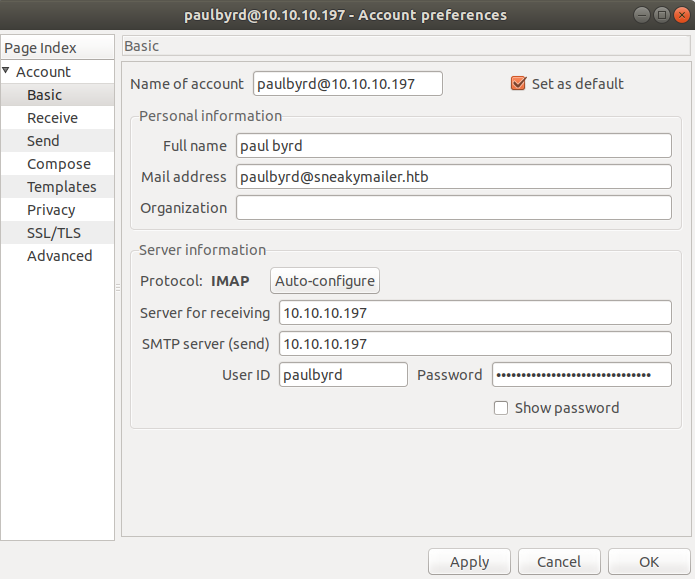 paulbyrd@10.10.10.197 - Account preferences
Page Index
Basic
Account
Basic
Receive
Send
Compose
Templates
Privacy
SSL/TLS
Advanced
Name of account paulbyrd@10.10.10.197 Set as default
Personal information
Full name paul byrd
Mail address paulbyrd@sneakymailer.htb
Organization
Server information
Protocol: IMAP Auto-configure
Server for receiving 10.10.10.197
SMTP server (send) 10.10.10.197
User ID paulbyrd Password •••••••••••••••••••••••••••••••
Show password
Apply Cancel OK